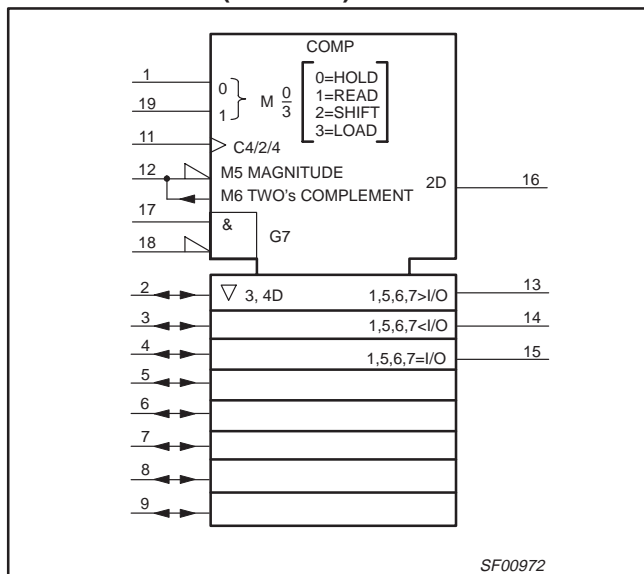 COMP
1
0
M 0/3
0=HOLD
1=READ
2=SHIFT
3=LOAD
19
1
11
C4/2/4
12
M5 MAGNITUDE
M6 TWO's COMPLEMENT
2D
16
17
&
G7
18
2
▽ 3, 4D
1,5,6,7>I/O
13
3
1,5,6,7<I/O
14
4
1,5,6,7=I/O
15
5
6
7
8
9
SF00972